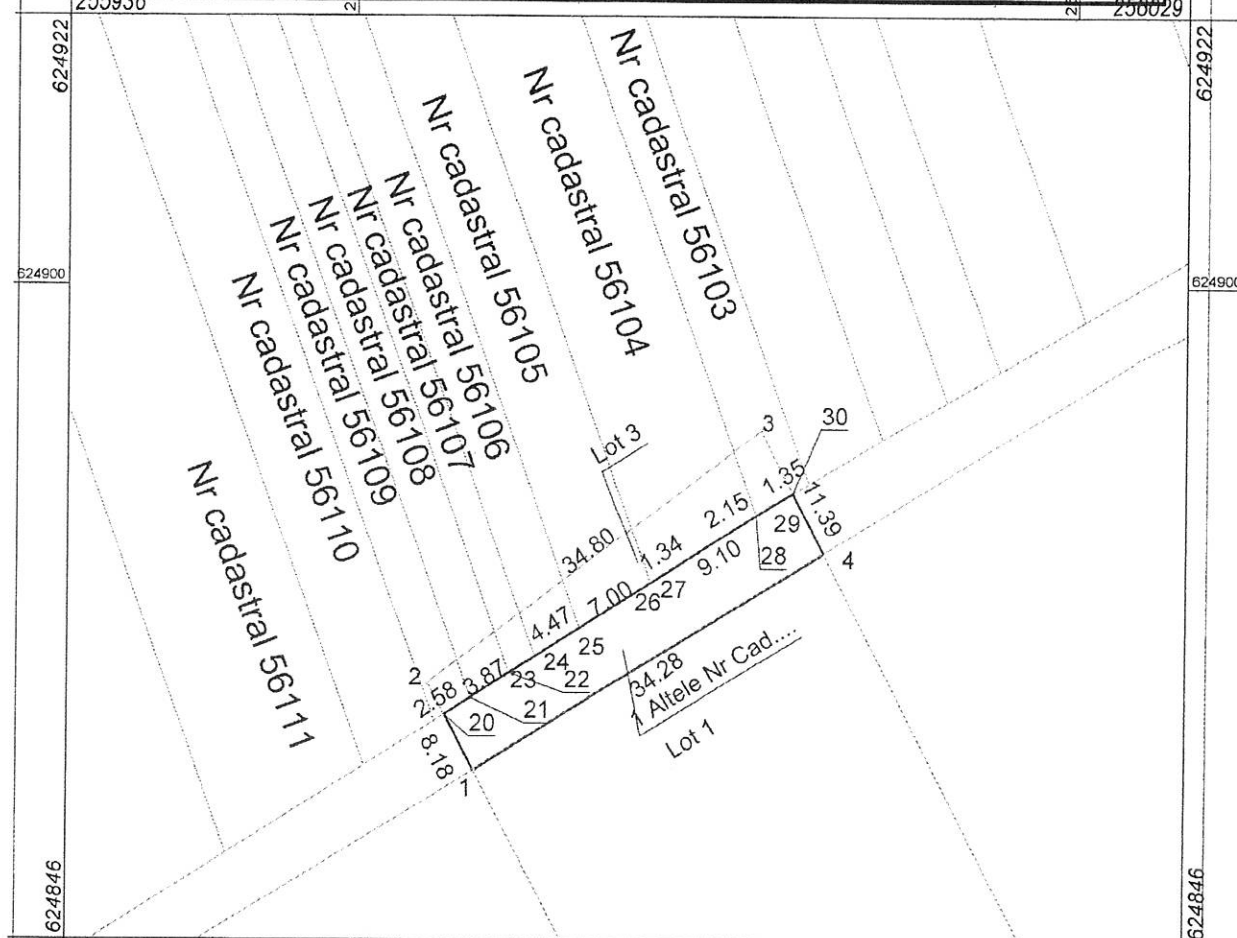 624922
624922
Nr cadastral 56103
Nr cadastral 56104
Nr cadastral 56105
Nr cadastral 56106
Nr cadastral 56107
Nr cadastral 56108
Nr cadastral 56109
Nr cadastral 56110
Nr cadastral 56111
624900
624900
Lot 3
3
30
1.35
11.39
2.15
29
34.80
1.34
9.10
28
4
7.00
26
27
4.47
25
24
34.28
1 Altele Nr Cad....
Lot 1
2
2.58
3.87
23
22
20
21
8.18
1
624846
624846